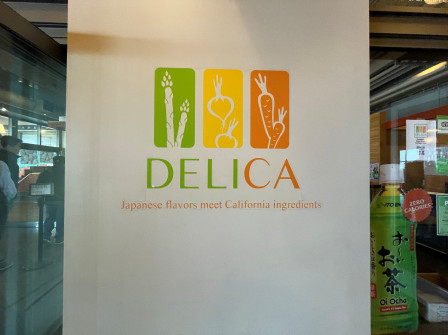 DELICA
Japanese flavors meet California ingredients
ZERO
CALORIES
お〜い
お茶
Oi Ocha